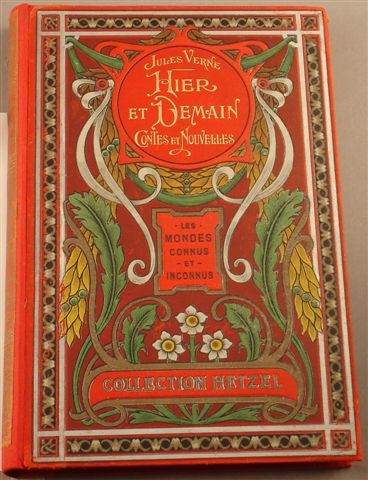 JULES VERNE
HIER
ET DEMAIN
CONTES ET NOUVELLES
- LES -
MONDES
CONNUS
- ET -
INCONNUS
COLLECTION HETZEL